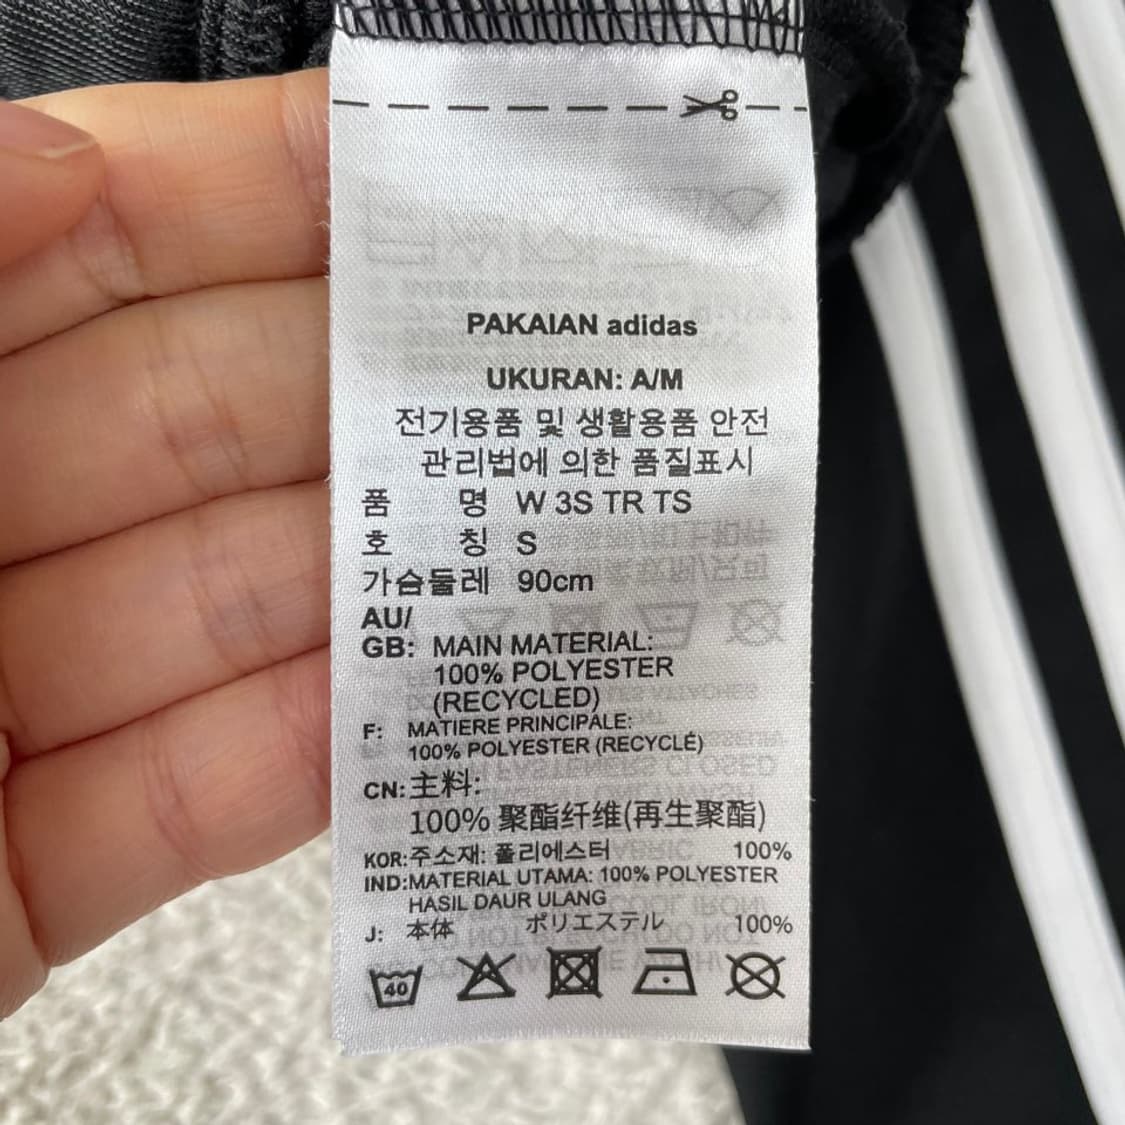 PAKAIAN adidas
UKURAN: A/M
전기용품 및 생활용품 안전
관리법에 의한 품질표시
품 명 W 3S TR TS
호 칭 S
가슴둘레 90cm
AU/
GB: MAIN MATERIAL:
100% POLYESTER
(RECYCLED)
F: MATIERE PRINCIPALE:
100% POLYESTER (RECYCLÉ)
CN: 主料:
100% 聚酯纤维(再生聚酯)
KOR: 주소재: 폴리에스터 100%
IND: MATERIAL UTAMA: 100% POLYESTER
HASIL DAUR ULANG
J: 本体 ポリエステル 100%
40